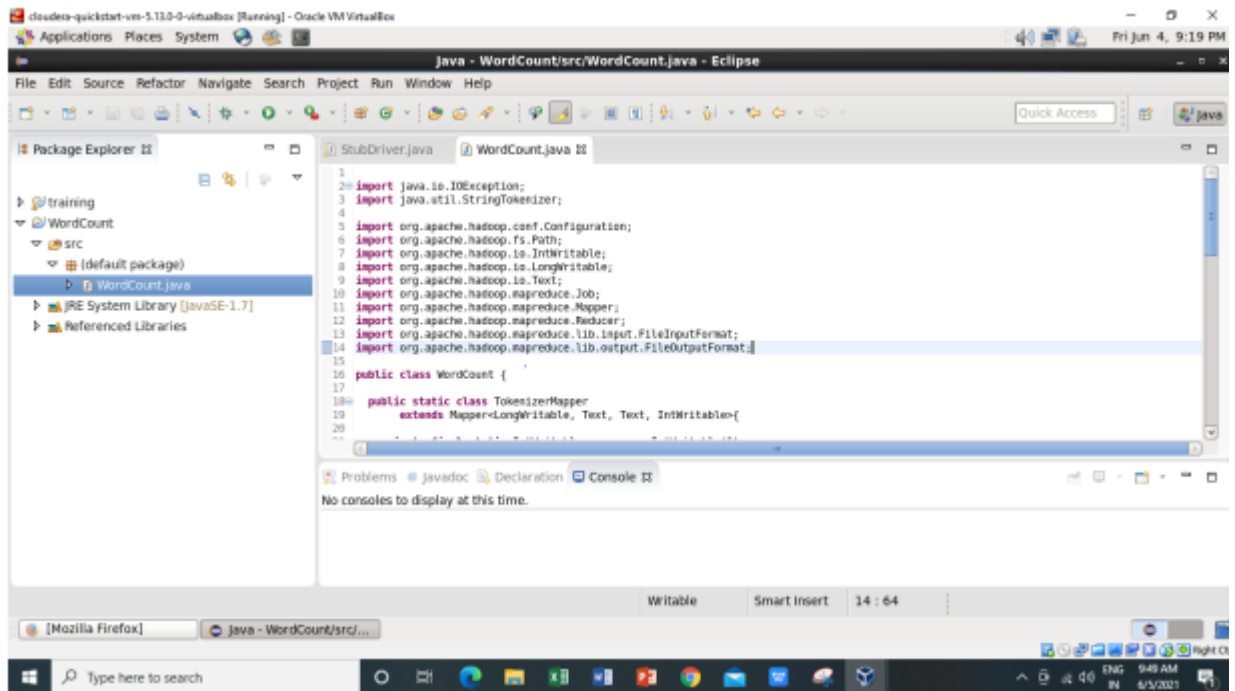 cloudera-quickstart-vm-5.13.0-0-virtualbox [Running] - Oracle VM VirtualBox
Applications Places System
Fri Jun 4, 9:19 PM
Java - WordCount/src/WordCount.java - Eclipse
File Edit Source Refactor Navigate Search Project Run Window Help
Quick Access
Java
Package Explorer
training
WordCount
src
(default package)
WordCount.java
JRE System Library [JavaSE-1.7]
Referenced Libraries
StubDriver.java WordCount.java
1
2 import java.io.IOException;
3 import java.util.StringTokenizer;
4
5 import org.apache.hadoop.conf.Configuration;
6 import org.apache.hadoop.fs.Path;
7 import org.apache.hadoop.io.IntWritable;
8 import org.apache.hadoop.io.LongWritable;
9 import org.apache.hadoop.io.Text;
10 import org.apache.hadoop.mapreduce.Job;
11 import org.apache.hadoop.mapreduce.Mapper;
12 import org.apache.hadoop.mapreduce.Reducer;
13 import org.apache.hadoop.mapreduce.lib.input.FileInputFormat;
14 import org.apache.hadoop.mapreduce.lib.output.FileOutputFormat;
15
16 public class WordCount {
17
18 public static class TokenizerMapper
19 extends Mapper<LongWritable, Text, Text, IntWritable>{
20
Problems Javadoc Declaration Console
No consoles to display at this time.
Writable Smart Insert 14 : 64
[Mozilla Firefox] Java - WordCount/src/...
Right Ct
Type here to search
ENG 9:49 AM
IN 6/5/2021